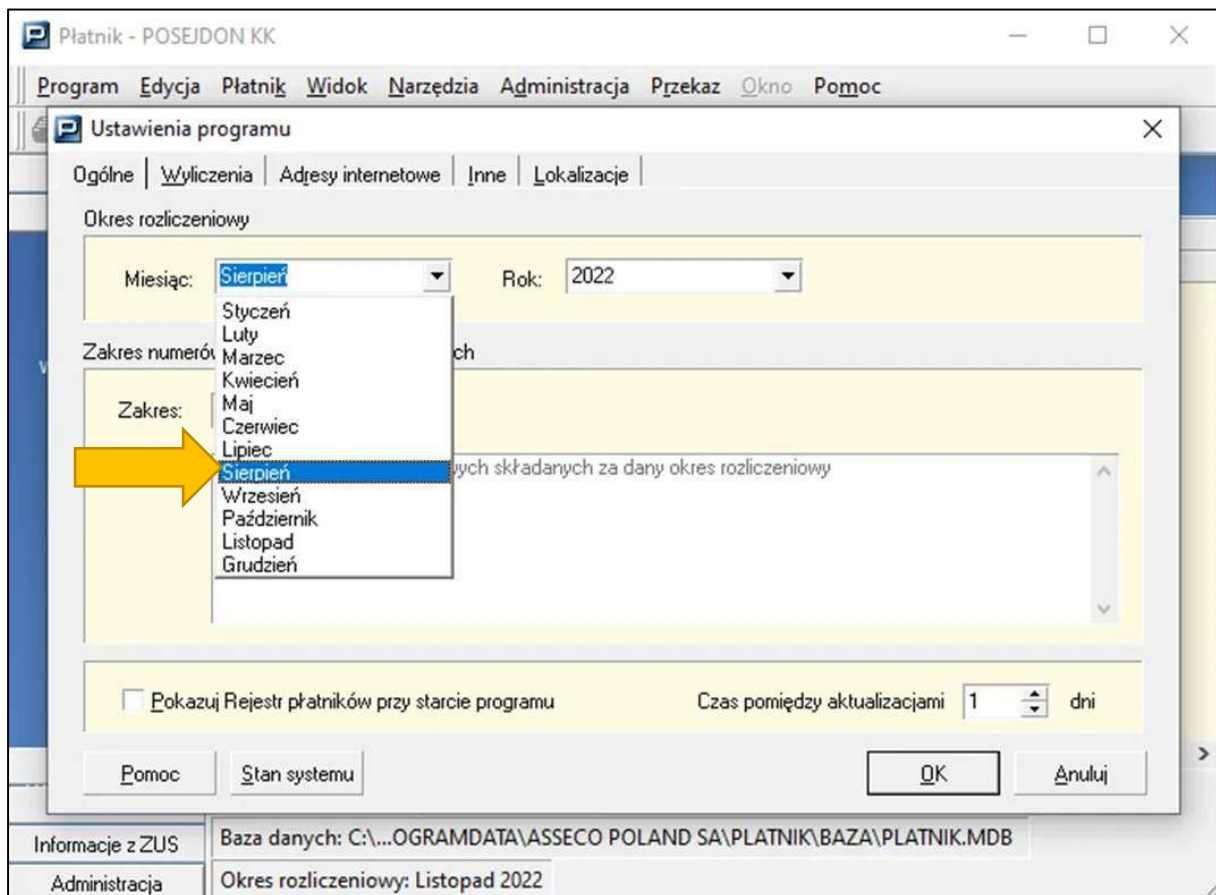 Płatnik - POSEJDON KK
Program Edycja Płatnik Widok Narzędzia Administracja Przekaz Okno Pomoc
Ustawienia programu
Ogólne Wyliczenia Adresy internetowe Inne Lokalizacje
Okres rozliczeniowy
Miesiąc: Sierpień Rok: 2022
Styczeń
Luty
Zakres numerów ch
Marzec
Kwiecień
Maj
Zakres:
Czerwiec
Lipiec
Sierpień ych składanych za dany okres rozliczeniowy
Wrzesień
Październik
Listopad
Grudzień
Pokazuj Rejestr płatników przy starcie programu Czas pomiędzy aktualizacjami 1 dni
Pomoc Stan systemu OK Anuluj
Informacje z ZUS Baza danych: C:\...OGRAMDATA\ASSECO POLAND SA\PLATNIK\BAZA\PLATNIK.MDB
Administracja Okres rozliczeniowy: Listopad 2022